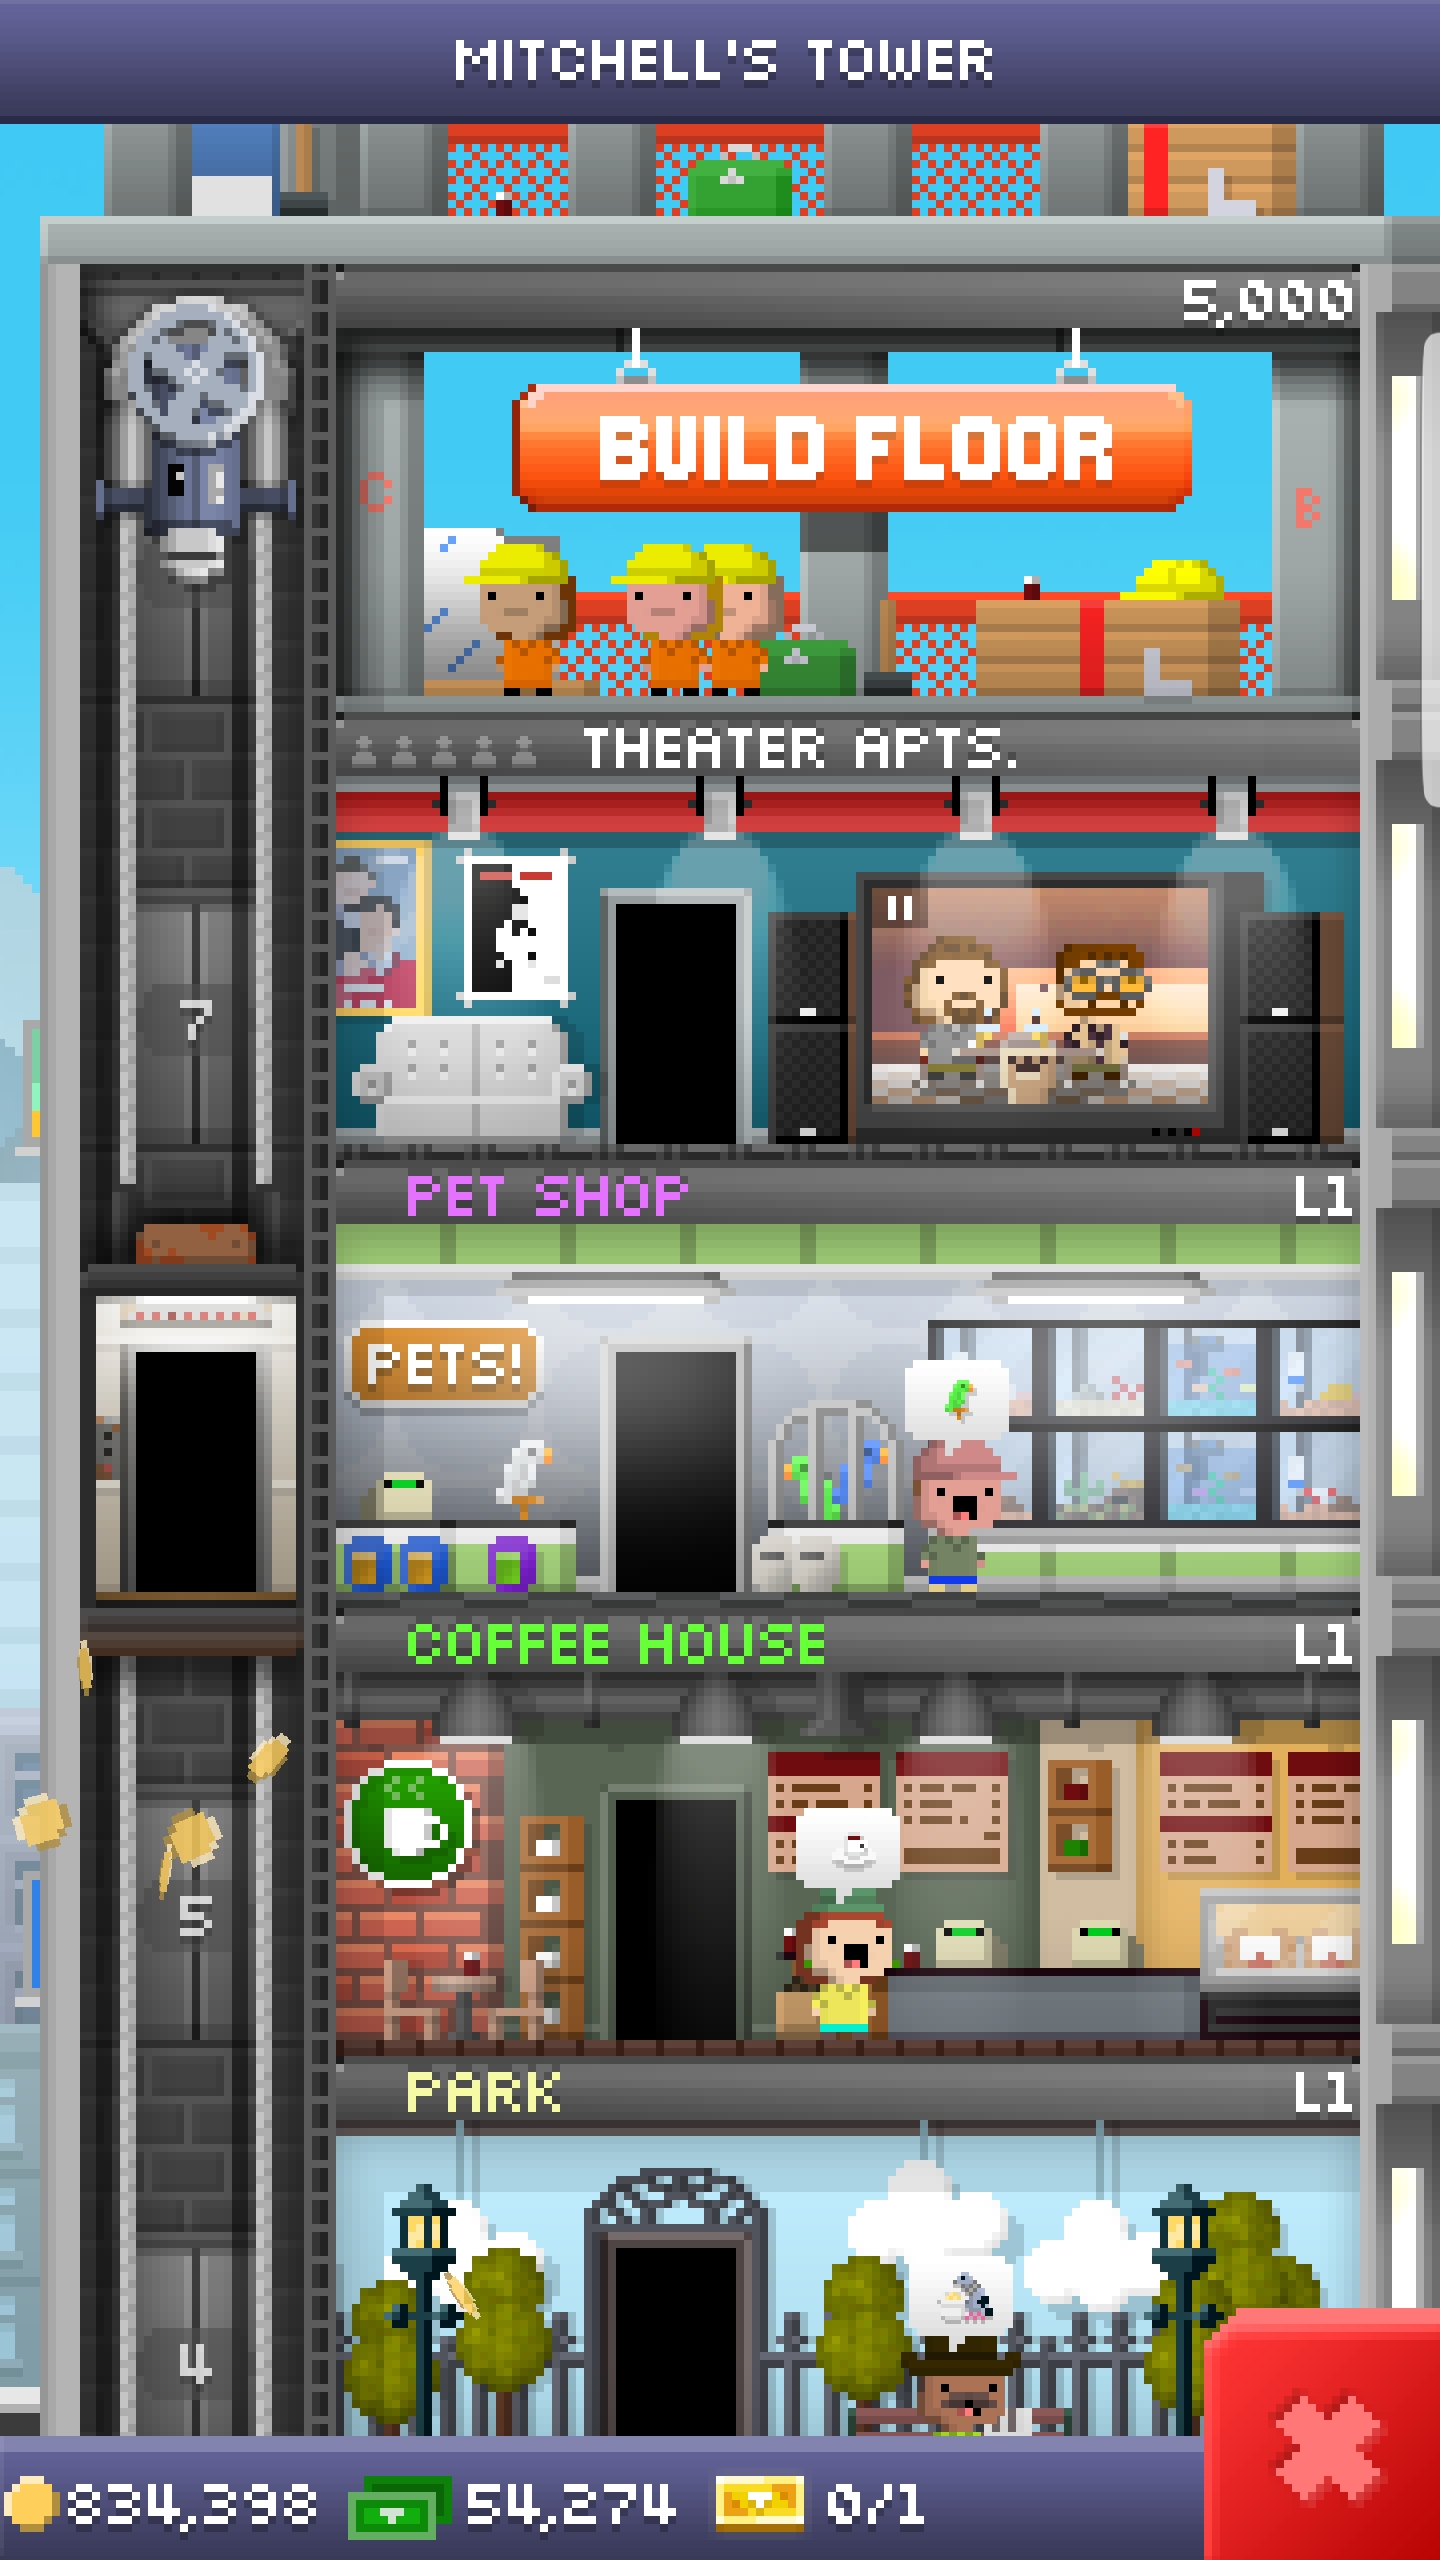 MITCHELL'S TOWER
5,000
BUILD FLOOR
C
B
THEATER APTS.
7
PET SHOP L1
PETS!
COFFEE HOUSE L1
5
PARK L1
4
834,398 54,274 0/1